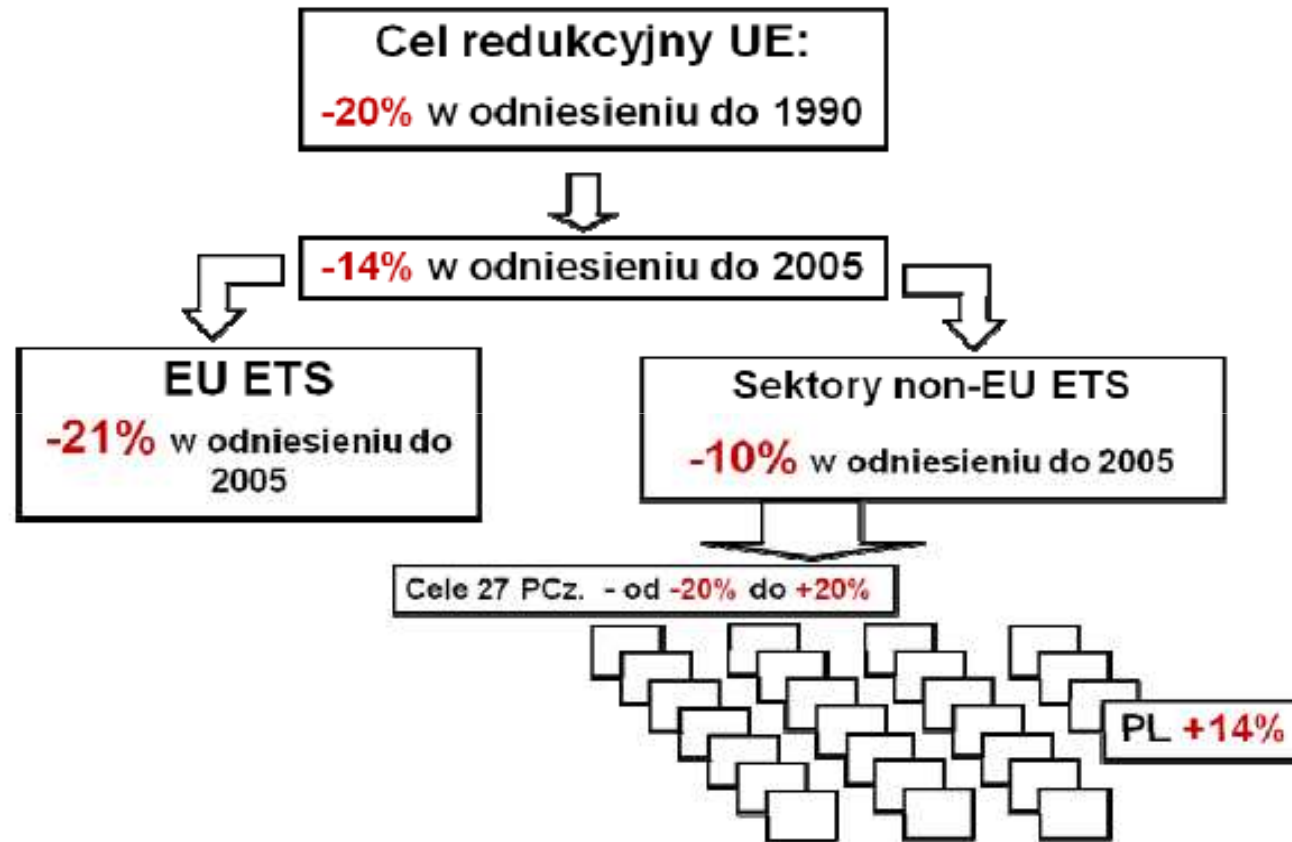 Cel redukcyjny UE:
-20% w odniesieniu do 1990
-14% w odniesieniu do 2005
EU ETS
-21% w odniesieniu do
2005
Sektory non-EU ETS
-10% w odniesieniu do 2005
Cele 27 PCz. - od -20% do +20%
PL +14%